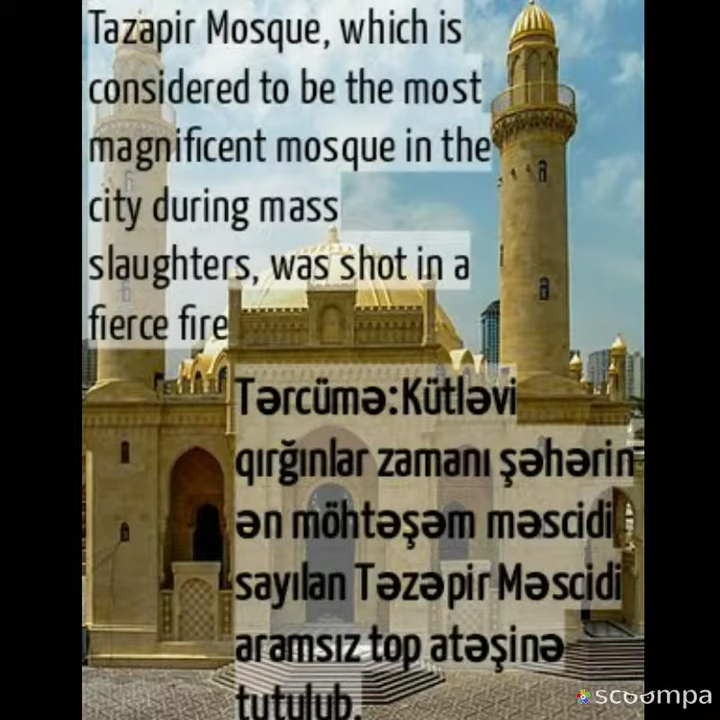 Tazapir Mosque, which is
considered to be the most
magnificent mosque in the
city during mass
slaughters, was shot in a
fierce fire
Tərcümə:Kütləvi
qırğınlar zamanı şəhərin
ən möhtəşəm məscidi
sayılan Təzəpir Məscidi
aramsız top atəşinə
tutulub.
scoompa